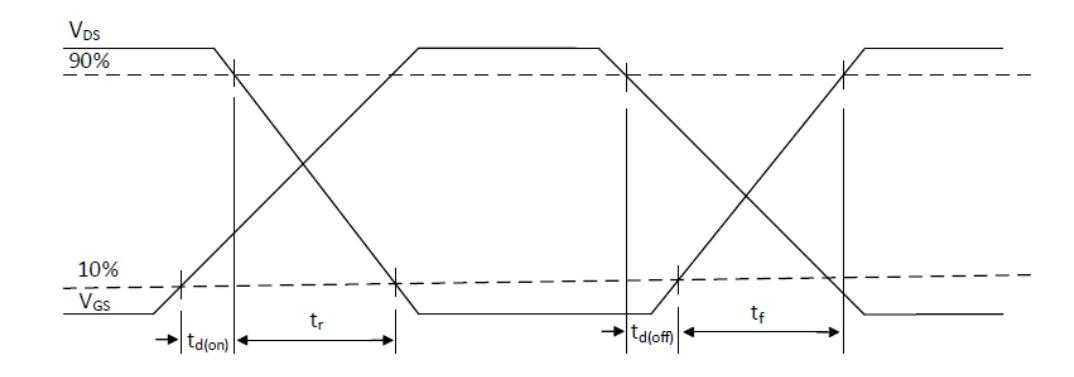 VDS
90%
10%
VGS
td(on)
tr
td(off)
tf